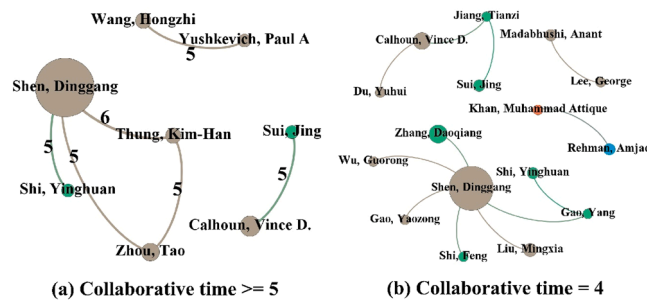 Wang, Hongzhi
Yushkevich, Paul A
5
Shen, Dinggang
6
Thung, Kim-Han
Sui, Jing
5
5
5
5
Shi, Yinghuan
Calhoun, Vince D.
Zhou, Tao
(a) Collaborative time >= 5
Jiang, Tianzi
Calhoun, Vince D.
Madabhushi, Anant
Du, Yuhui
Sui, Jing
Lee, George
Khan, Muhammad Attique
Zhang, Daoqiang
Rehman, Amjad
Wu, Guorong
Shi, Yinghuan
Shen, Dinggang
Gao, Yaozong
Gao, Yang
Shi, Feng
Liu, Mingxia
(b) Collaborative time = 4